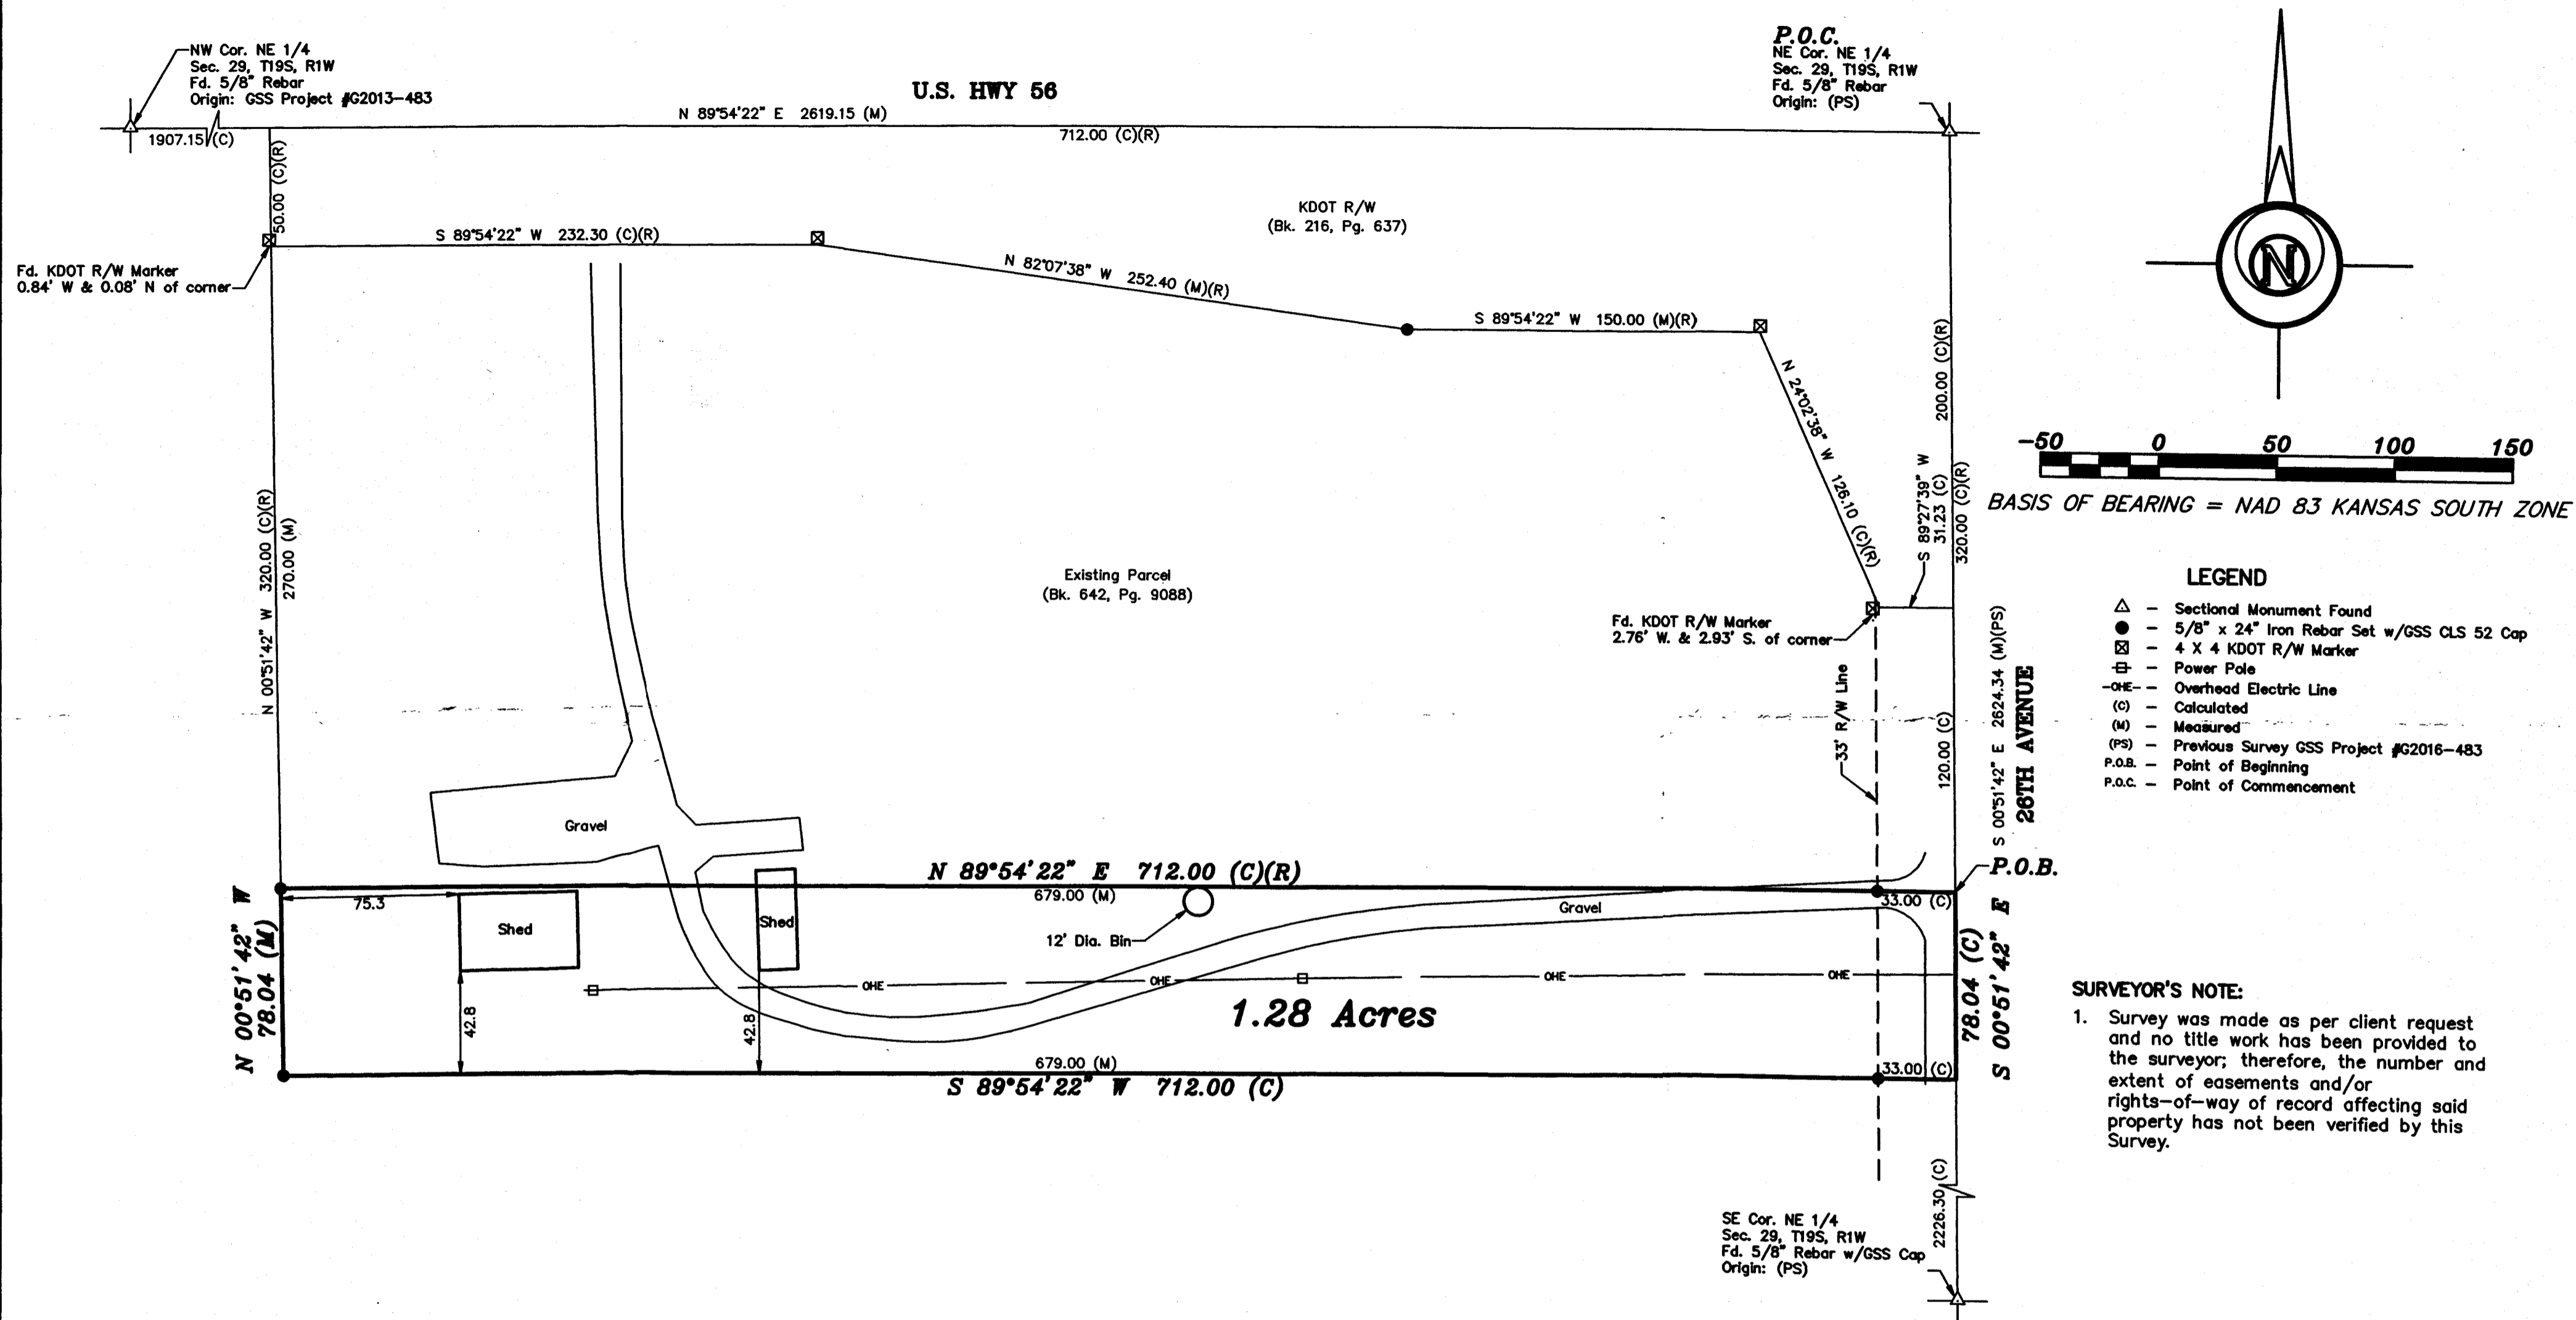 NW Cor. NE 1/4
Sec. 29, T19S, R1W
Fd. 5/8" Rebar
Origin: GSS Project #G2013-483
U.S. HWY 56
P.O.C.
NE Cor. NE 1/4
Sec. 29, T19S, R1W
Fd. 5/8" Rebar
Origin: (PS)
N 89°54'22" E 2619.15 (M)
1907.15 (C)
712.00 (C)(R)
50.00 (C)(R)
KDOT R/W
(Bk. 216, Pg. 637)
S 89°54'22" W 232.30 (C)(R)
Fd. KDOT R/W Marker
0.84' W & 0.08' N of corner
N 82°07'38" W 252.40 (M)(R)
S 89°54'22" W 150.00 (M)(R)
N 24°02'38" W 126.10 (C)(R)
200.00 (C)(R)
S 89°27'39" W
31.23 (C)
320.00 (C)(R)
N
-50 0 50 100 150
BASIS OF BEARING = NAD 83 KANSAS SOUTH ZONE
N 00°51'42" W 320.00 (C)(R)
270.00 (M)
Existing Parcel
(Bk. 642, Pg. 9088)
Fd. KDOT R/W Marker
2.76' W. & 2.93' S. of corner
33' R/W Line
120.00 (C)
S 00°51'42" E 2624.34 (M)(PS)
26TH AVENUE
LEGEND
Sectional Monument Found
5/8" x 24" Iron Rebar Set w/GSS CLS 52 Cap
4 X 4 KDOT R/W Marker
Power Pole
-OHE- - Overhead Electric Line
(C) - Calculated
(M) - Measured
(PS) - Previous Survey GSS Project #G2016-483
P.O.B. - Point of Beginning
P.O.C. - Point of Commencement
Gravel
N 89°54'22" E 712.00 (C)(R)
P.O.B.
679.00 (M)
33.00 (C)
75.3
Shed
Shed
12' Dia. Bin
Gravel
N 00°51'42" W
78.04 (M)
OHE OHE OHE OHE
42.8
42.8
1.28 Acres
78.04 (C)
S 00°51'42" E
679.00 (M)
33.00 (C)
S 89°54'22" W 712.00 (C)
SURVEYOR'S NOTE:
1. Survey was made as per client request
and no title work has been provided to
the surveyor; therefore, the number and
extent of easements and/or
rights-of-way of record affecting said
property has not been verified by this
Survey.
2226.30 (C)
SE Cor. NE 1/4
Sec. 29, T19S, R1W
Fd. 5/8" Rebar w/GSS Cap
Origin: (PS)